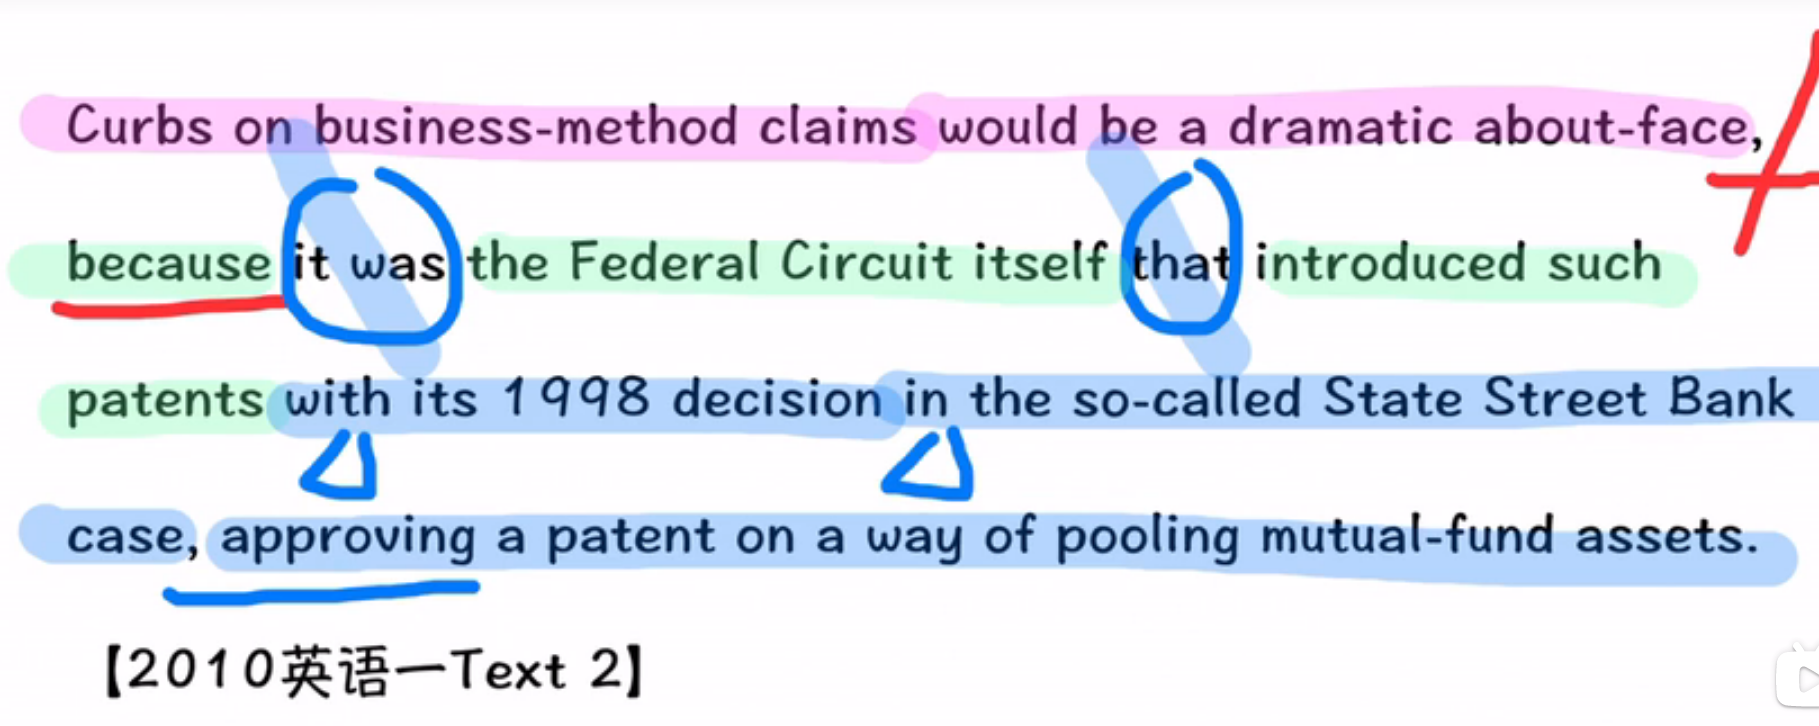 Curbs on business-method claims would be a dramatic about-face,
because it was the Federal Circuit itself that introduced such
patents with its 1998 decision in the so-called State Street Bank
case, approving a patent on a way of pooling mutual-fund assets.
【2010英语一Text 2】